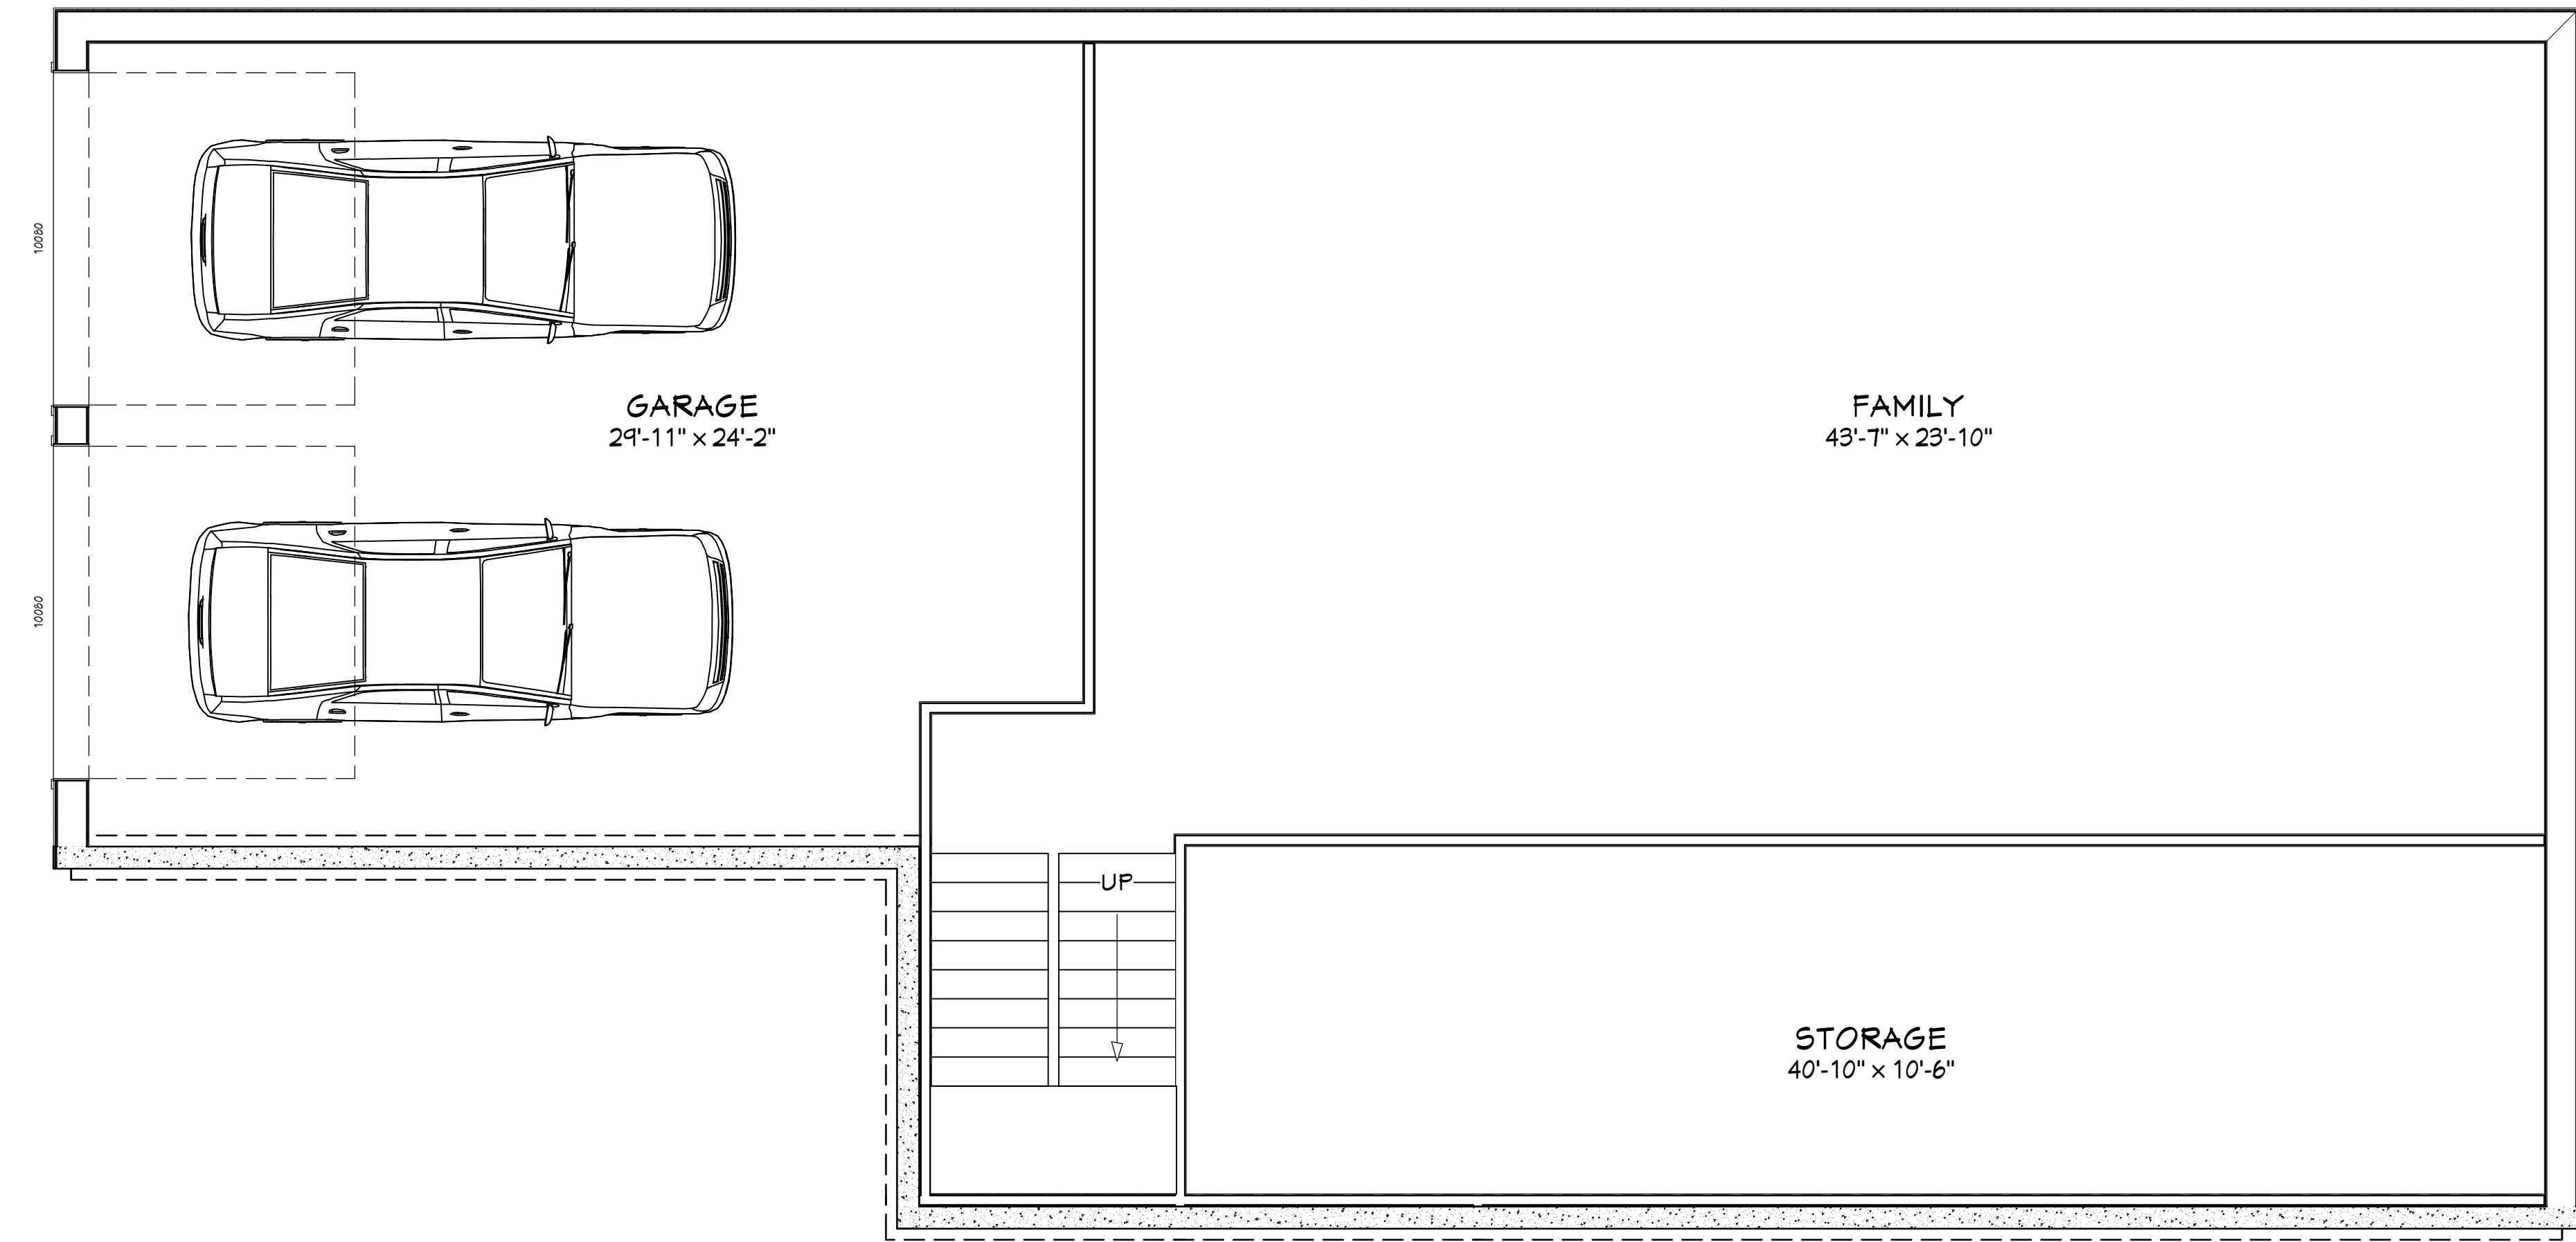 10080
GARAGE
29'-11" x 24'-2"
FAMILY
43'-7" x 23'-10"
10080
UP
STORAGE
40'-10" x 10'-6"